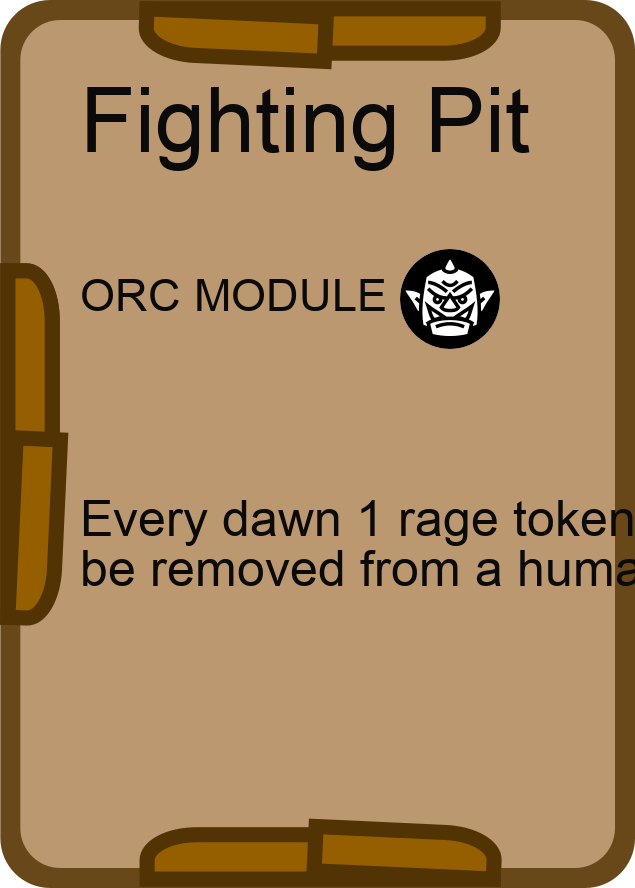 Fighting Pit
ORC MODULE
Every dawn 1 rage token
be removed from a huma